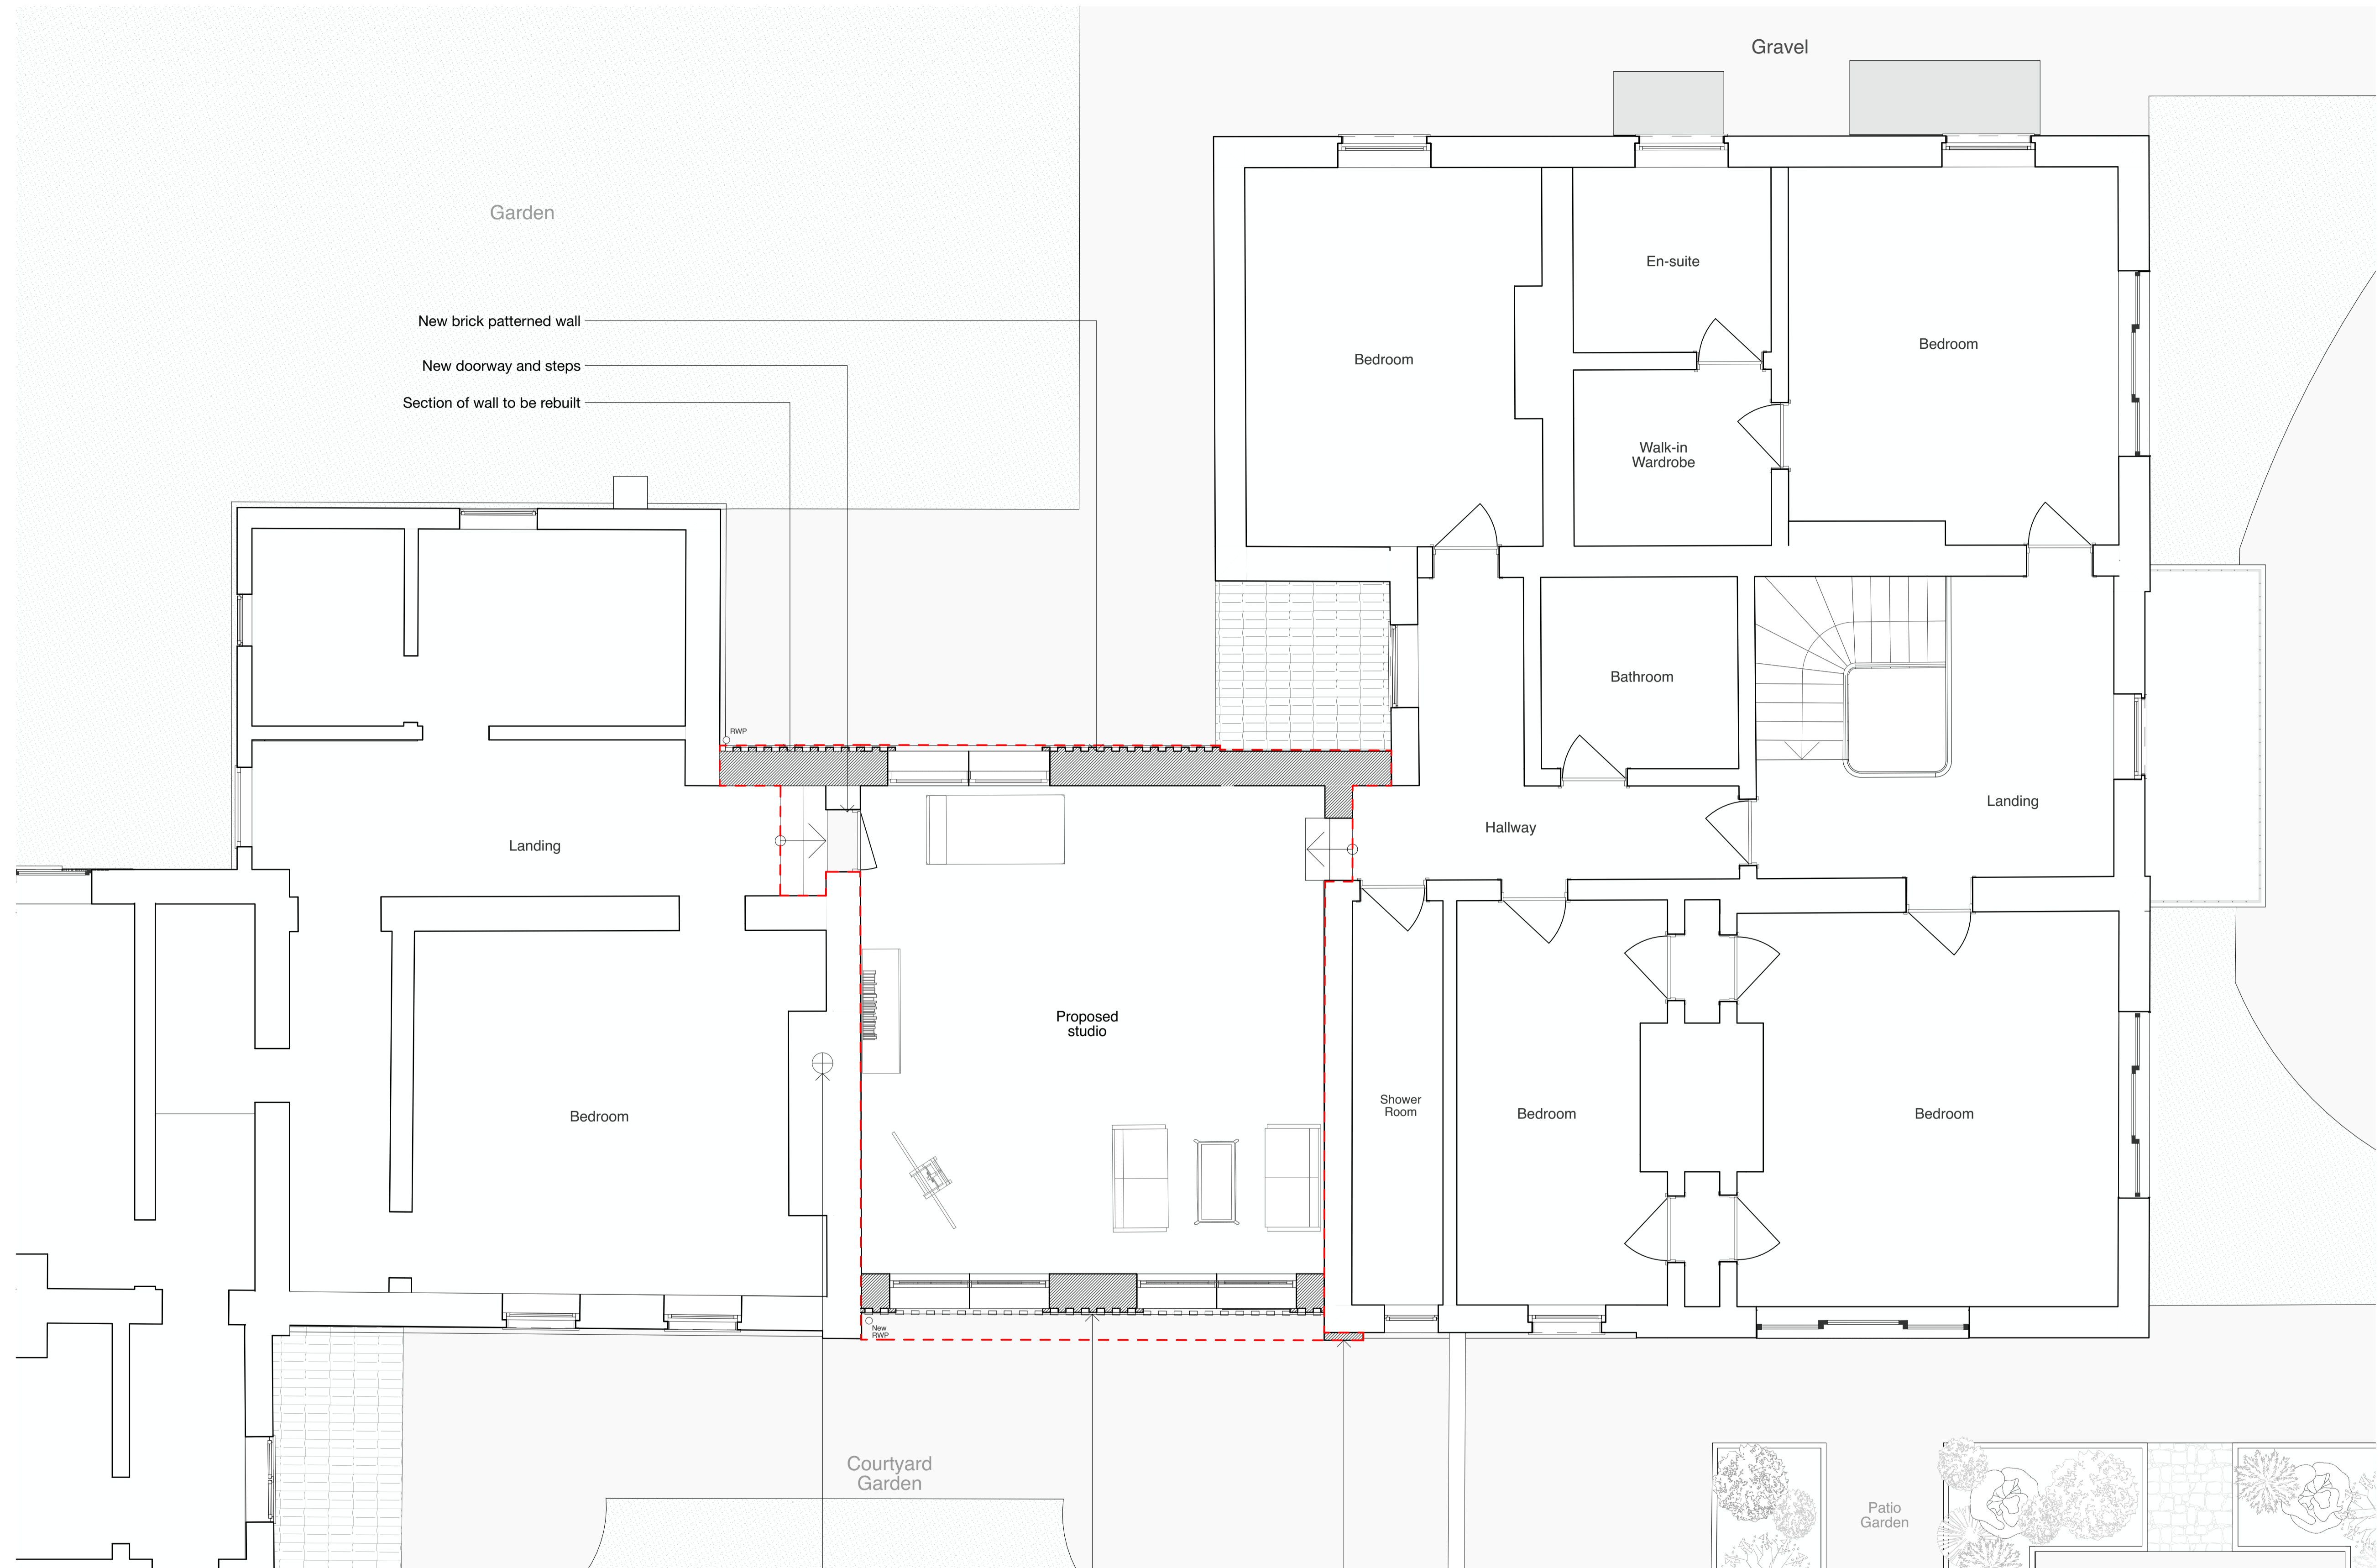 Gravel
Garden
En-suite
New brick patterned wall
Bedroom
Bedroom
New doorway and steps
Section of wall to be rebuilt
Walk-in
Wardrobe
Bathroom
RWP
Landing
Hallway
Landing
Proposed
studio
Shower
Room
Bedroom
Bedroom
Bedroom
New
RWP
Courtyard
Garden
Patio
Garden